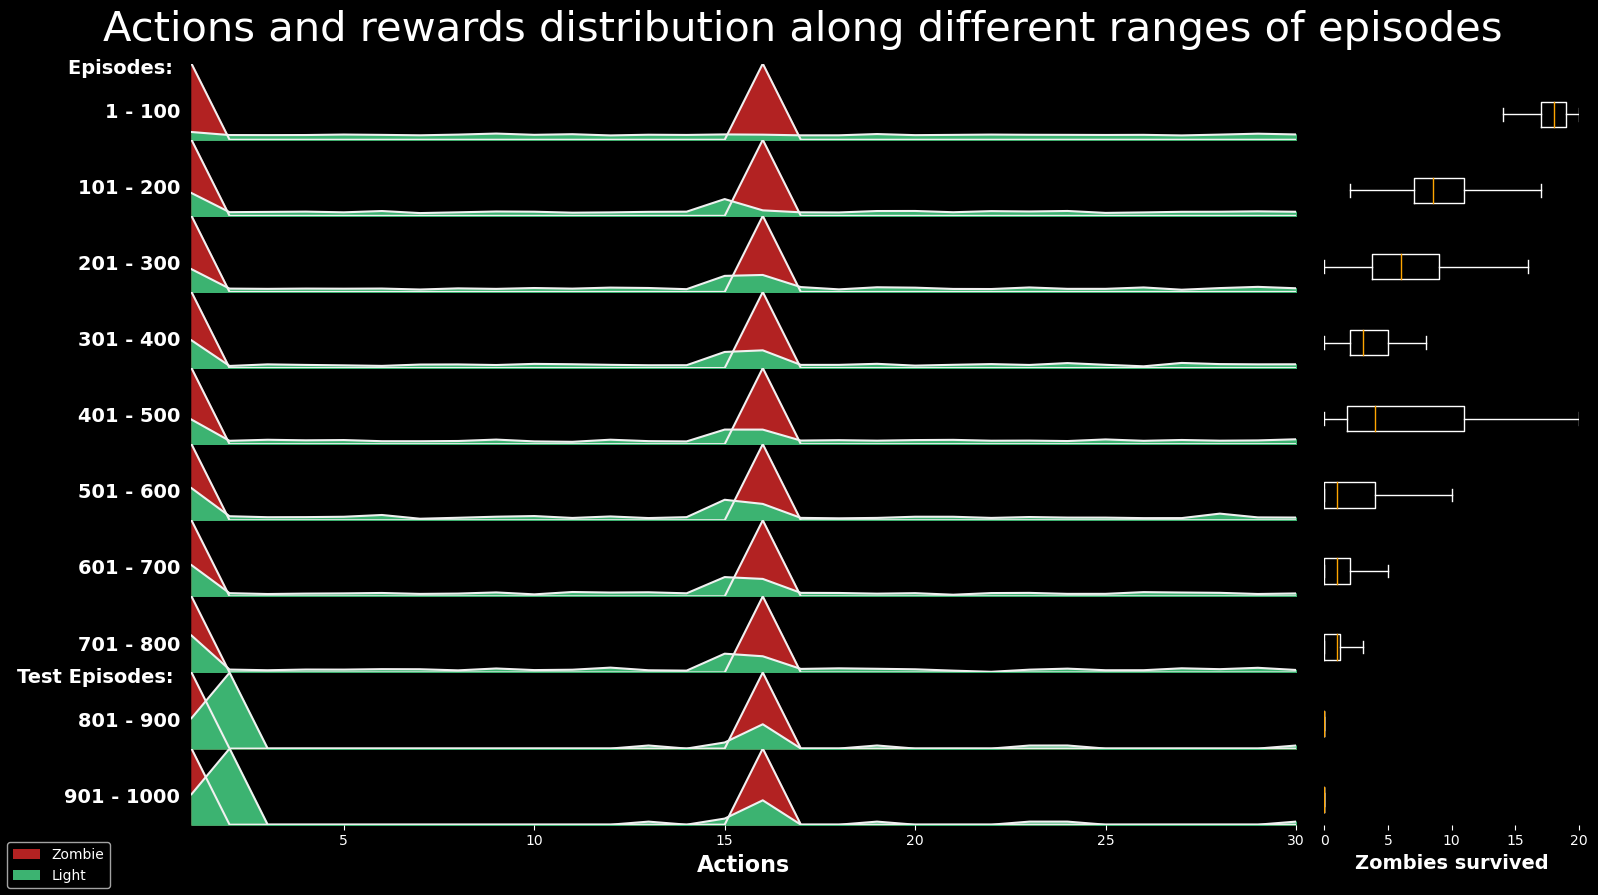 Actions and rewards distribution along different ranges of episodes
Episodes:
1 - 100
101 - 200
201 - 300
301 - 400
401 - 500
501 - 600
601 - 700
701 - 800
Test Episodes:
801 - 900
901 - 1000
5 10 15 20 25 30
0 5 10 15 20
Actions
Zombies survived
Zombie
Light